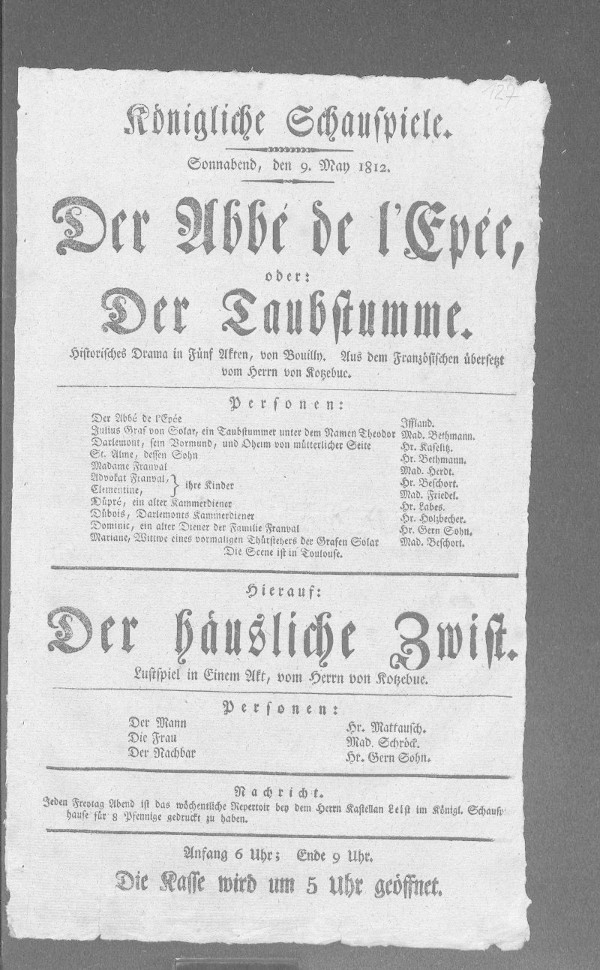 127
Königliche Schauspiele.
Sonnabend, den 9. May 1812.
Der Abbé de l'Epée,
oder:
Der Taubstumme.
Historisches Drama in Fünf Akten, von Bouilly. Aus dem Französischen übersetzt
vom Herrn von Kotzebue.
Personen:
Der Abbé de l'Epée Iffland.
Julius Graf von Solar, ein Taubstummer unter dem Namen Theodor Mad. Bethmann.
Darlemont, sein Vormund, und Oheim von mütterlicher Seite Hr. Kaselitz.
St. Alme, dessen Sohn Hr. Bethmann.
Madame Franval Mad. Herdt.
Advokat Franval, Hr. Beschort.
Clementine, } ihre Kinder Mad. Friedel.
Düpré, ein alter Kammerdiener Hr. Labes.
Dübois, Darlemonts Kammerdiener Hr. Holzbecher.
Dominic, ein alter Diener der Familie Franval Hr. Gern Sohn.
Mariane, Wittwe eines vormaligen Thürstehers der Grafen Solar Mad. Beschort.
Die Scene ist in Toulouse.
Hierauf:
Der häusliche Zwist.
Lustspiel in Einem Akt, vom Herrn von Kotzebue.
Personen:
Der Mann Hr. Mattausch.
Die Frau Mad. Schröck.
Der Nachbar Hr. Gern Sohn.
Nachricht.
Jeden Freytag Abend ist das wöchentliche Repertoir bey dem Herrn Kastellan Leist im Königl. Schausp
hause für 8 Pfennige gedruckt zu haben.
Anfang 6 Uhr; Ende 9 Uhr.
Die Kasse wird um 5 Uhr geöffnet.